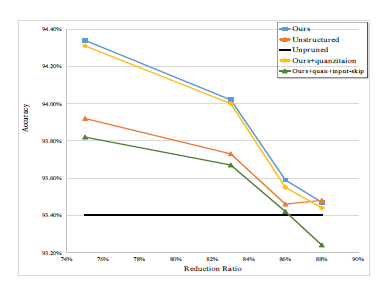 94.40%
94.20%
94.00%
93.80%
93.60%
93.40%
93.20%
Accuracy
74%
76%
78%
80%
82%
84%
86%
88%
90%
Reduction Ratio
Ours
Unstructured
Unpruned
Ours+quanzitaion
Ours+quan+input-skip